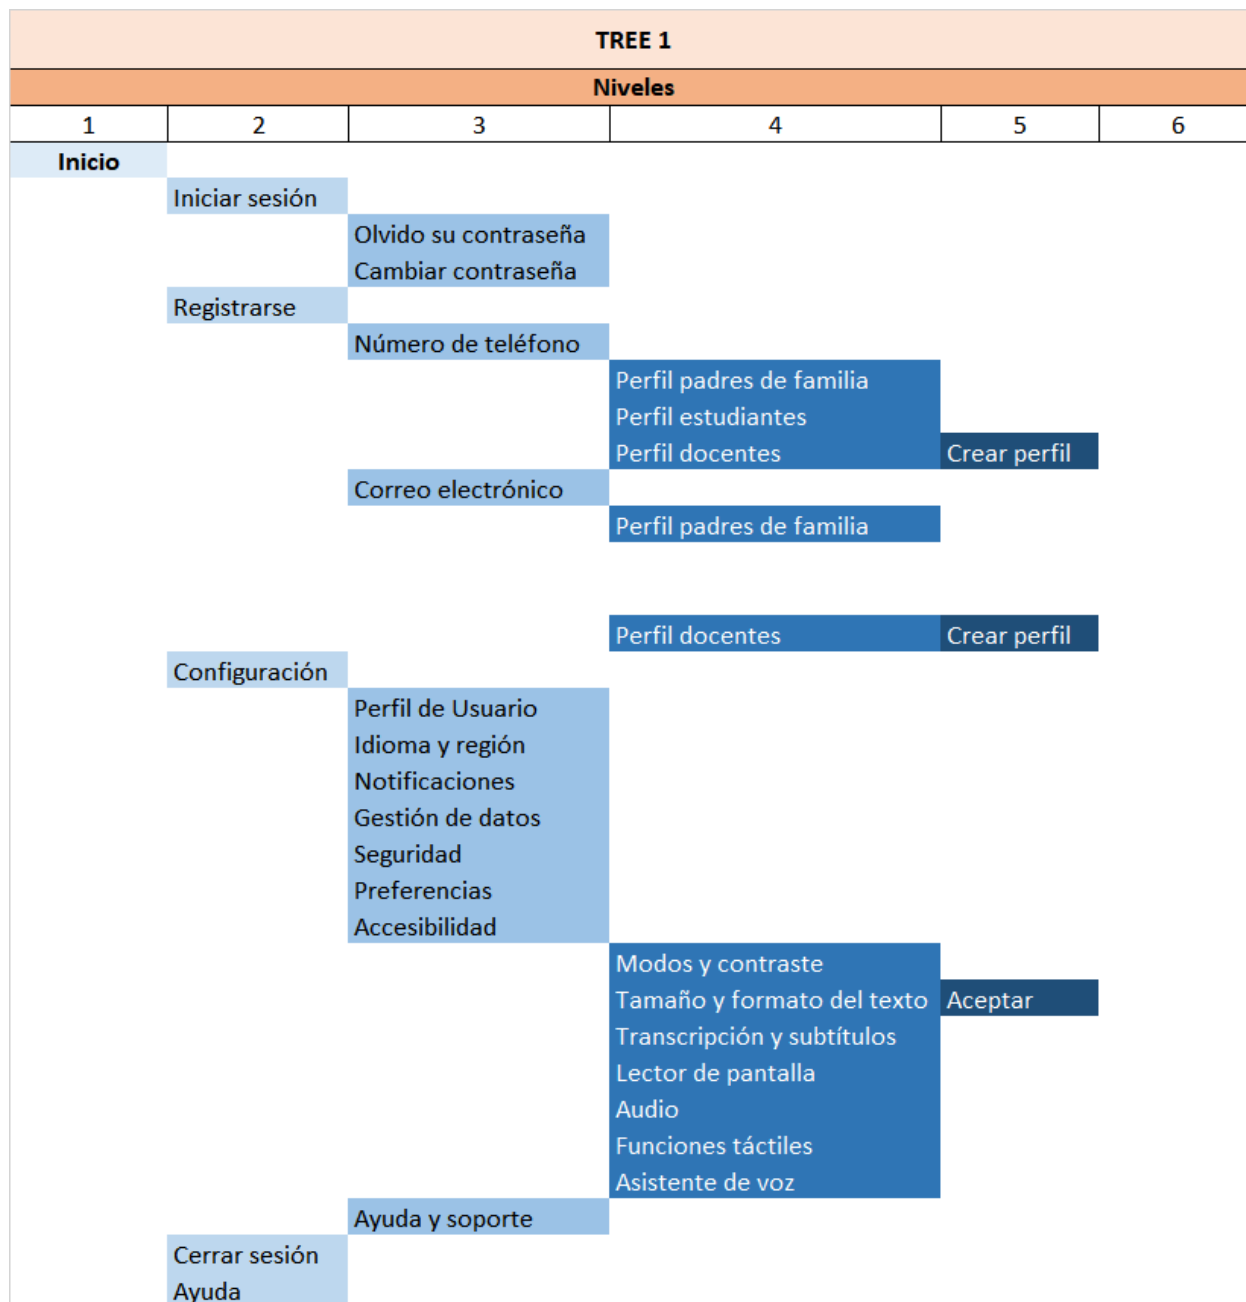 TREE 1
Niveles
1 2 3 4 5 6
Inicio
Iniciar sesión
Olvido su contraseña
Cambiar contraseña
Registrarse
Número de teléfono
Perfil padres de familia
Perfil estudiantes
Perfil docentes Crear perfil
Correo electrónico
Perfil padres de familia
Perfil docentes Crear perfil
Configuración
Perfil de Usuario
Idioma y región
Notificaciones
Gestión de datos
Seguridad
Preferencias
Accesibilidad
Modos y contraste
Tamaño y formato del texto Aceptar
Transcripción y subtítulos
Lector de pantalla
Audio
Funciones táctiles
Asistente de voz
Ayuda y soporte
Cerrar sesión
Ayuda